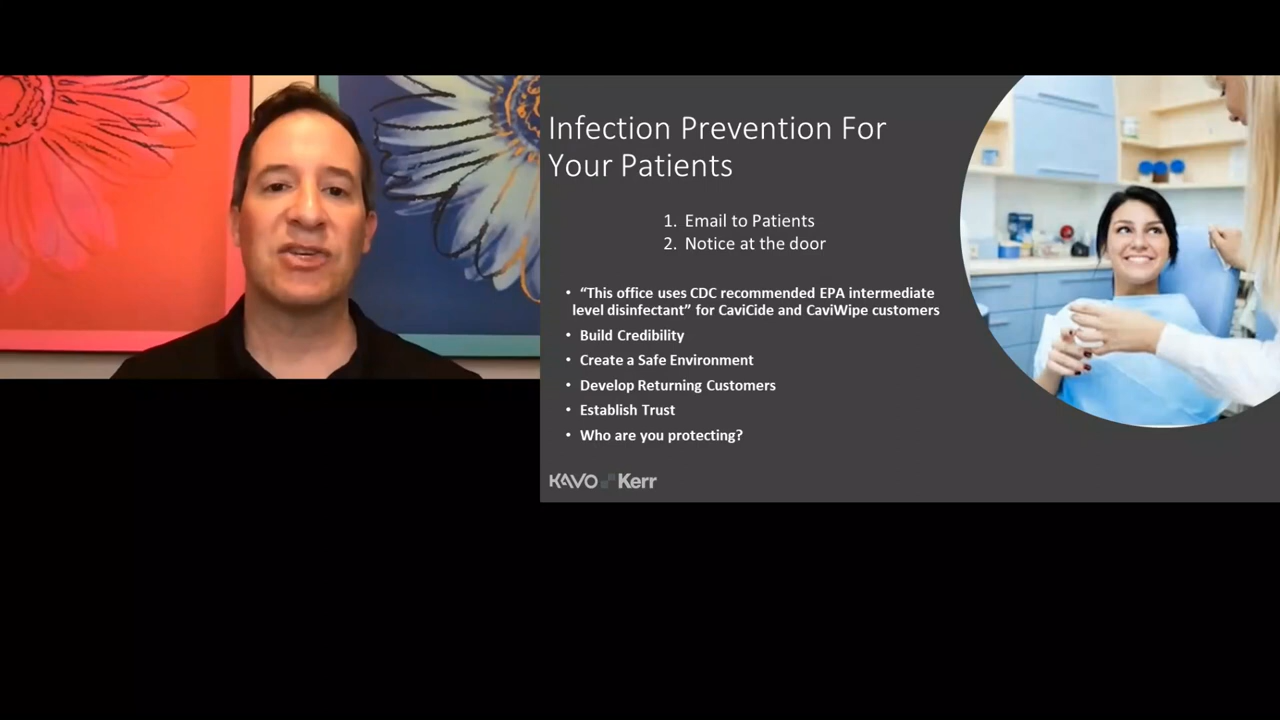 Infection Prevention For
Your Patients
1. Email to Patients
2. Notice at the door
• “This office uses CDC recommended EPA intermediate
level disinfectant” for CaviCide and CaviWipe customers
• Build Credibility
• Create a Safe Environment
• Develop Returning Customers
• Establish Trust
• Who are you protecting?
KAVO Kerr